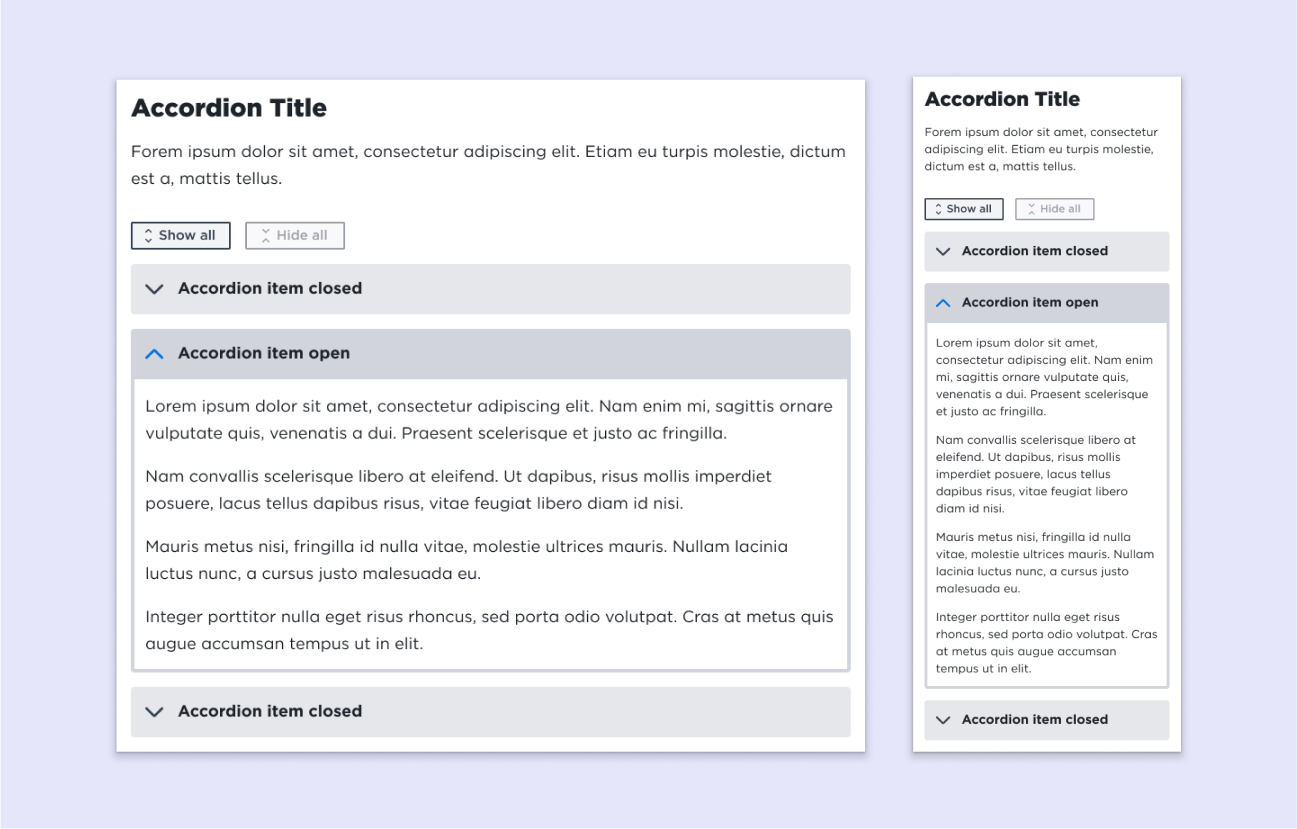 Accordion Title
Forem ipsum dolor sit amet, consectetur adipiscing elit. Etiam eu turpis molestie, dictum
est a, mattis tellus.
Show all
Hide all
Accordion item closed
Accordion item open
Lorem ipsum dolor sit amet, consectetur adipiscing elit. Nam enim mi, sagittis ornare
vulputate quis, venenatis a dui. Praesent scelerisque et justo ac fringilla.
Nam convallis scelerisque libero at eleifend. Ut dapibus, risus mollis imperdiet
posuere, lacus tellus dapibus risus, vitae feugiat libero diam id nisi.
Mauris metus nisi, fringilla id nulla vitae, molestie ultrices mauris. Nullam lacinia
luctus nunc, a cursus justo malesuada eu.
Integer porttitor nulla eget risus rhoncus, sed porta odio volutpat. Cras at metus quis
augue accumsan tempus ut in elit.
Accordion item closed
Accordion Title
Forem ipsum dolor sit amet, consectetur
adipiscing elit. Etiam eu turpis molestie,
dictum est a, mattis tellus.
Show all
Hide all
Accordion item closed
Accordion item open
Lorem ipsum dolor sit amet,
consectetur adipiscing elit. Nam enim
mi, sagittis ornare vulputate quis,
venenatis a dui. Praesent scelerisque
et justo ac fringilla.
Nam convallis scelerisque libero at
eleifend. Ut dapibus, risus mollis
imperdiet posuere, lacus tellus
dapibus risus, vitae feugiat libero
diam id nisi.
Mauris metus nisi, fringilla id nulla
vitae, molestie ultrices mauris. Nullam
lacinia luctus nunc, a cursus justo
malesuada eu.
Integer porttitor nulla eget risus
rhoncus, sed porta odio volutpat. Cras
at metus quis augue accumsan
tempus ut in elit.
Accordion item closed